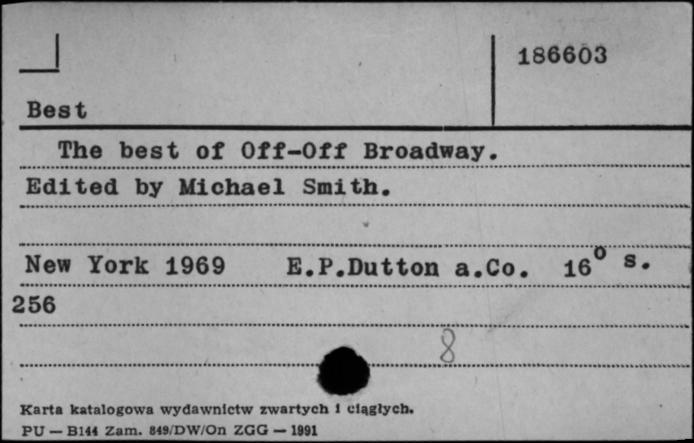 186603
Best
The best of Off-Off Broadway.
Edited by Michael Smith.
New York 1969 E.P.Dutton a.Co. 16° s.
256
8
Karta katalogowa wydawnictw zwartych i ciągłych.
PU — B144 Zam. 849/DW/On ZGG — 1991